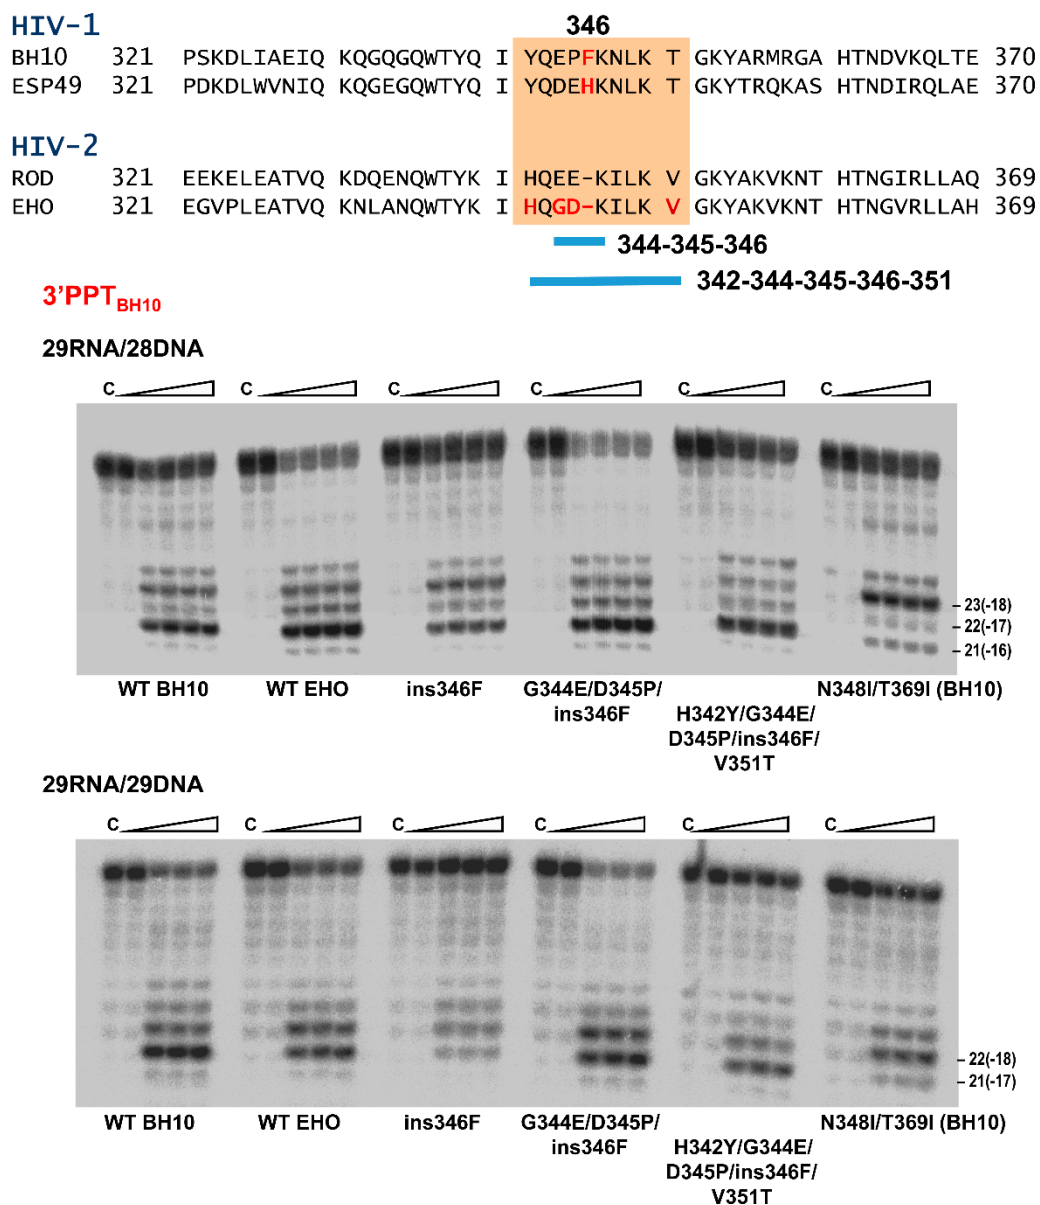 HIV-1
346
BH10 321 PSKDLIAEIQ KQGQGQWTYQ I YQEPFKNLK T GKYARMRGA HTNDVKQLTE 370
ESP49 321 PDKDLWVNIQ KQGEGQWTYQ I YQDEHKNLK T GKYTRQKAS HTNDIRQLAE 370
HIV-2
ROD 321 EEKELEATVQ KDQENQWTYK I HQEE-KILK V GKYAKVKNT HTNGIRLLAQ 369
EHO 321 EGVPLEATVQ KNLANQWTYK I HQGD-KILK V GKYAKVKNT HTNGVRLLAH 369
344-345-346
342-344-345-346-351
3'PPTBH10
29RNA/28DNA
C C C C C C
23(-18)
22(-17)
21(-16)
WT BH10 WT EHO ins346F G344E/D345P/ N348I/T369I (BH10)
ins346F H342Y/G344E/
D345P/ins346F/
V351T
29RNA/29DNA
C C C C C C
22(-18)
21(-17)
WT BH10 WT EHO ins346F G344E/D345P/ N348I/T369I (BH10)
ins346F H342Y/G344E/
D345P/ins346F/
V351T